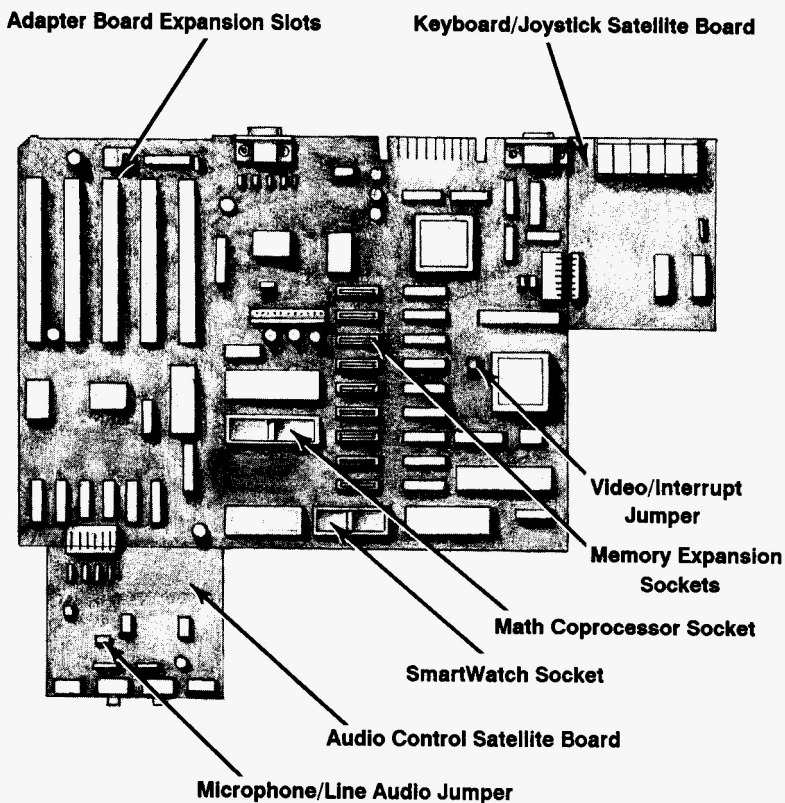 Adapter Board Expansion Slots
Keyboard/Joystick Satellite Board
Video/Interrupt
Jumper
Memory Expansion
Sockets
Math Coprocessor Socket
SmartWatch Socket
Audio Control Satellite Board
Microphone/Line Audio Jumper